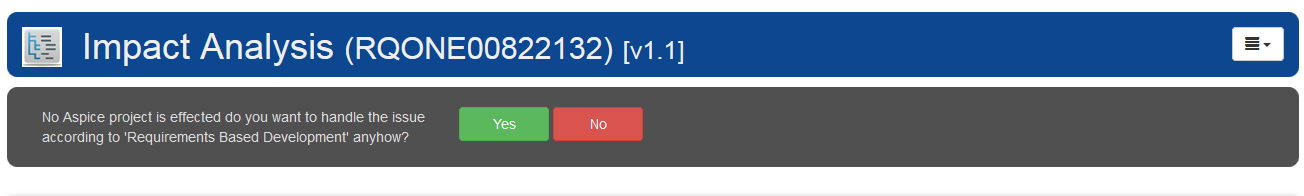 Impact Analysis (RQONE00822132) [v1.1]
No Aspice project is effected do you want to handle the issue
according to 'Requirements Based Development' anyhow?
Yes
No